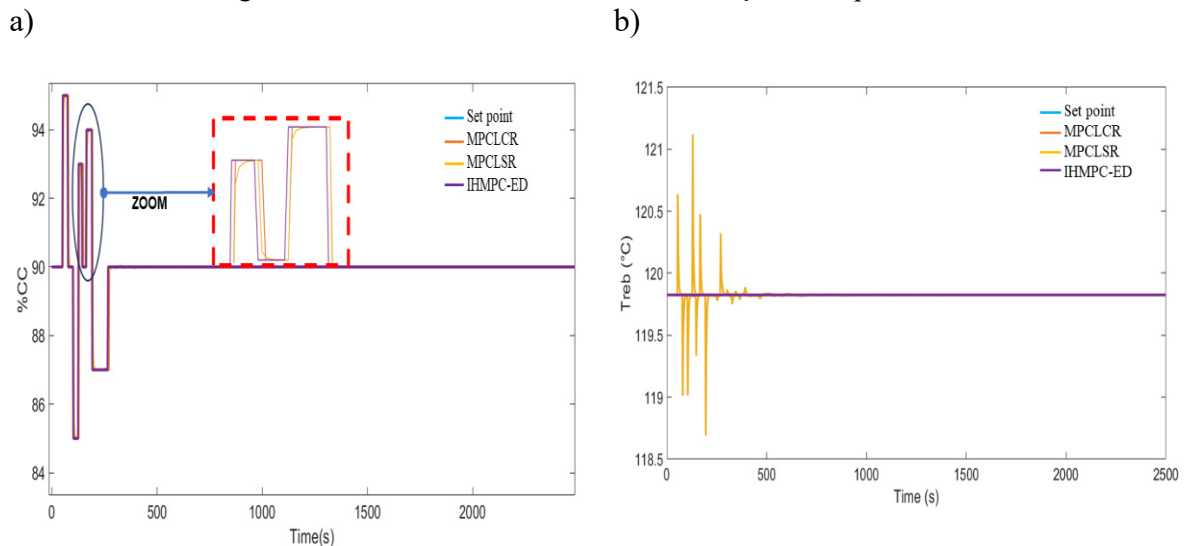 a)
b)
Set point
MPCLCR
MPCLSR
IHMPC-ED
ZOOM
94
92
90
88
86
84
%CC
0
500
1000
1500
2000
Time(s)
121.5
121
120.5
120
119.5
119
118.5
Treb (°C)
Set point
MPCLCR
MPCLSR
IHMPC-ED
0
500
1000
1500
2000
2500
Time (s)